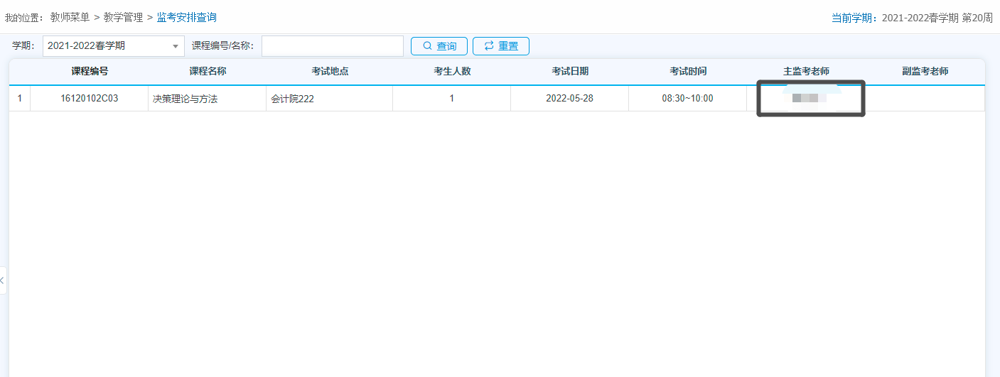 我的位置： 教师菜单 > 教学管理 > 监考安排查询 当前学期：2021-2022春学期 第20周
学期： 2021-2022春学期 课程编号/名称： 查询 重置
课程编号 课程名称 考试地点 考生人数 考试日期 考试时间 主监考老师 副监考老师
1 16120102C03 决策理论与方法 会计院222 1 2022-05-28 08:30~10:00